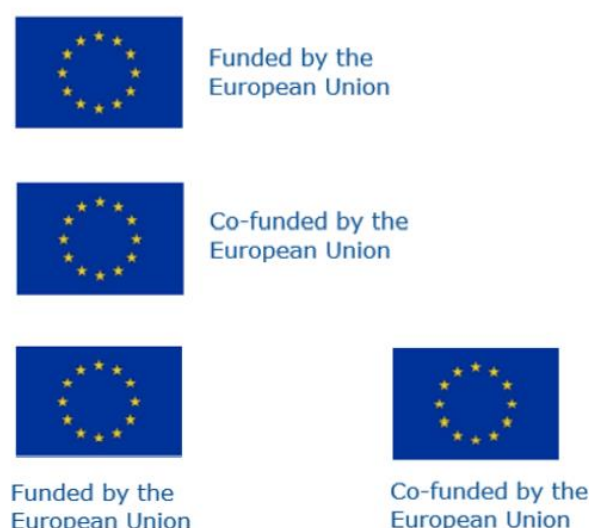 Funded by the
European Union
Co-funded by the
European Union
Funded by the
European Union
Co-funded by the
European Union